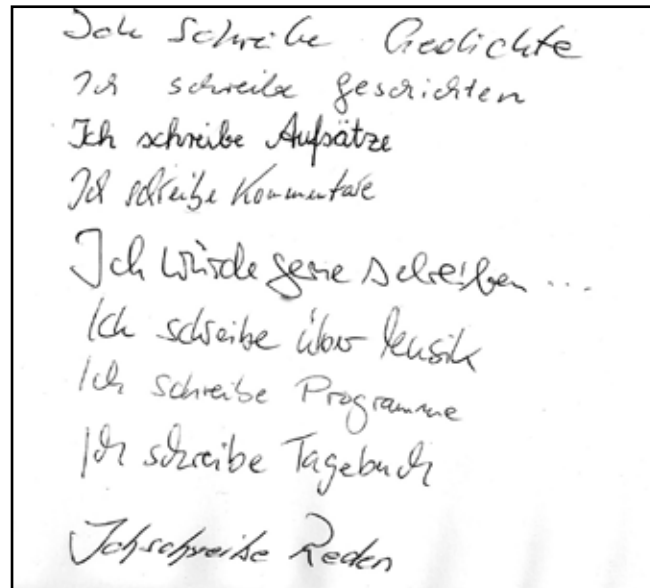 Ich schreibe Gedichte
Ich schreibe Geschichten
Ich schreibe Aufsätze
Ich schreibe Kommentare
Ich würde gerne schreiben ...
Ich schreibe über Musik
Ich schreibe Programme
Ich schreibe Tagebuch
Ich schreibe Reden